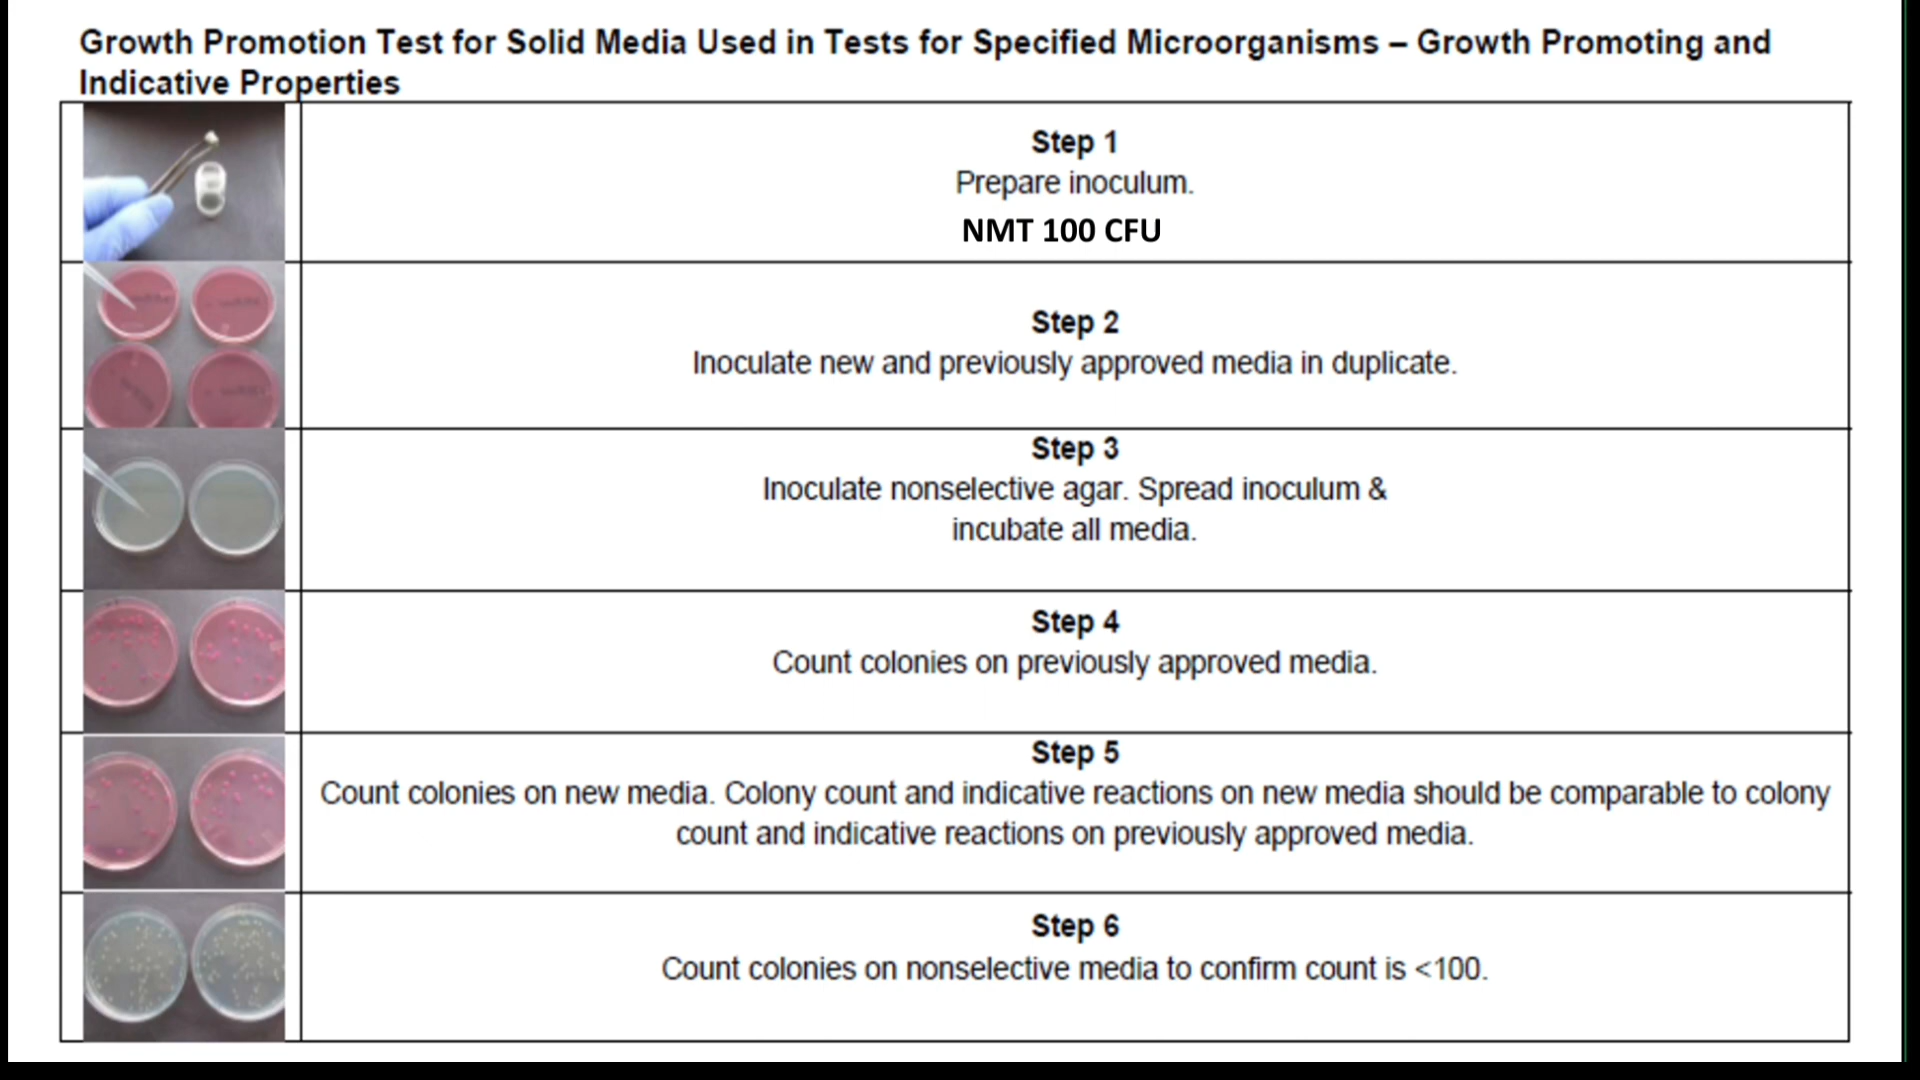 Growth Promotion Test for Solid Media Used in Tests for Specified Microorganisms – Growth Promoting and
Indicative Properties
Step 1
Prepare inoculum.
NMT 100 CFU
Step 2
Inoculate new and previously approved media in duplicate.
Step 3
Inoculate nonselective agar. Spread inoculum &
incubate all media.
Step 4
Count colonies on previously approved media.
Step 5
Count colonies on new media. Colony count and indicative reactions on new media should be comparable to colony
count and indicative reactions on previously approved media.
Step 6
Count colonies on nonselective media to confirm count is <100.